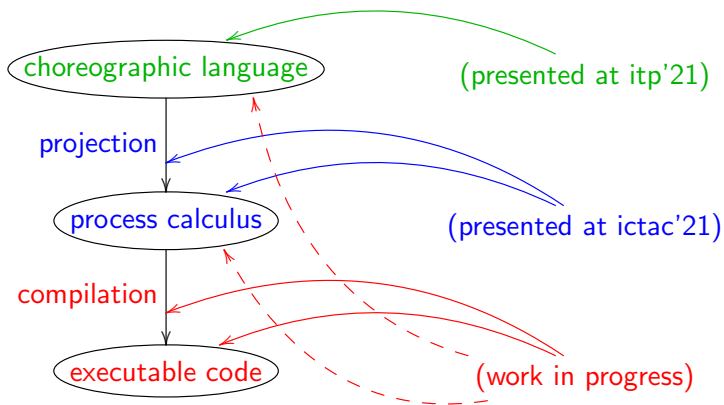 choreographic language
(presented at itp'21)
projection
process calculus
(presented at ictac'21)
compilation
executable code
(work in progress)